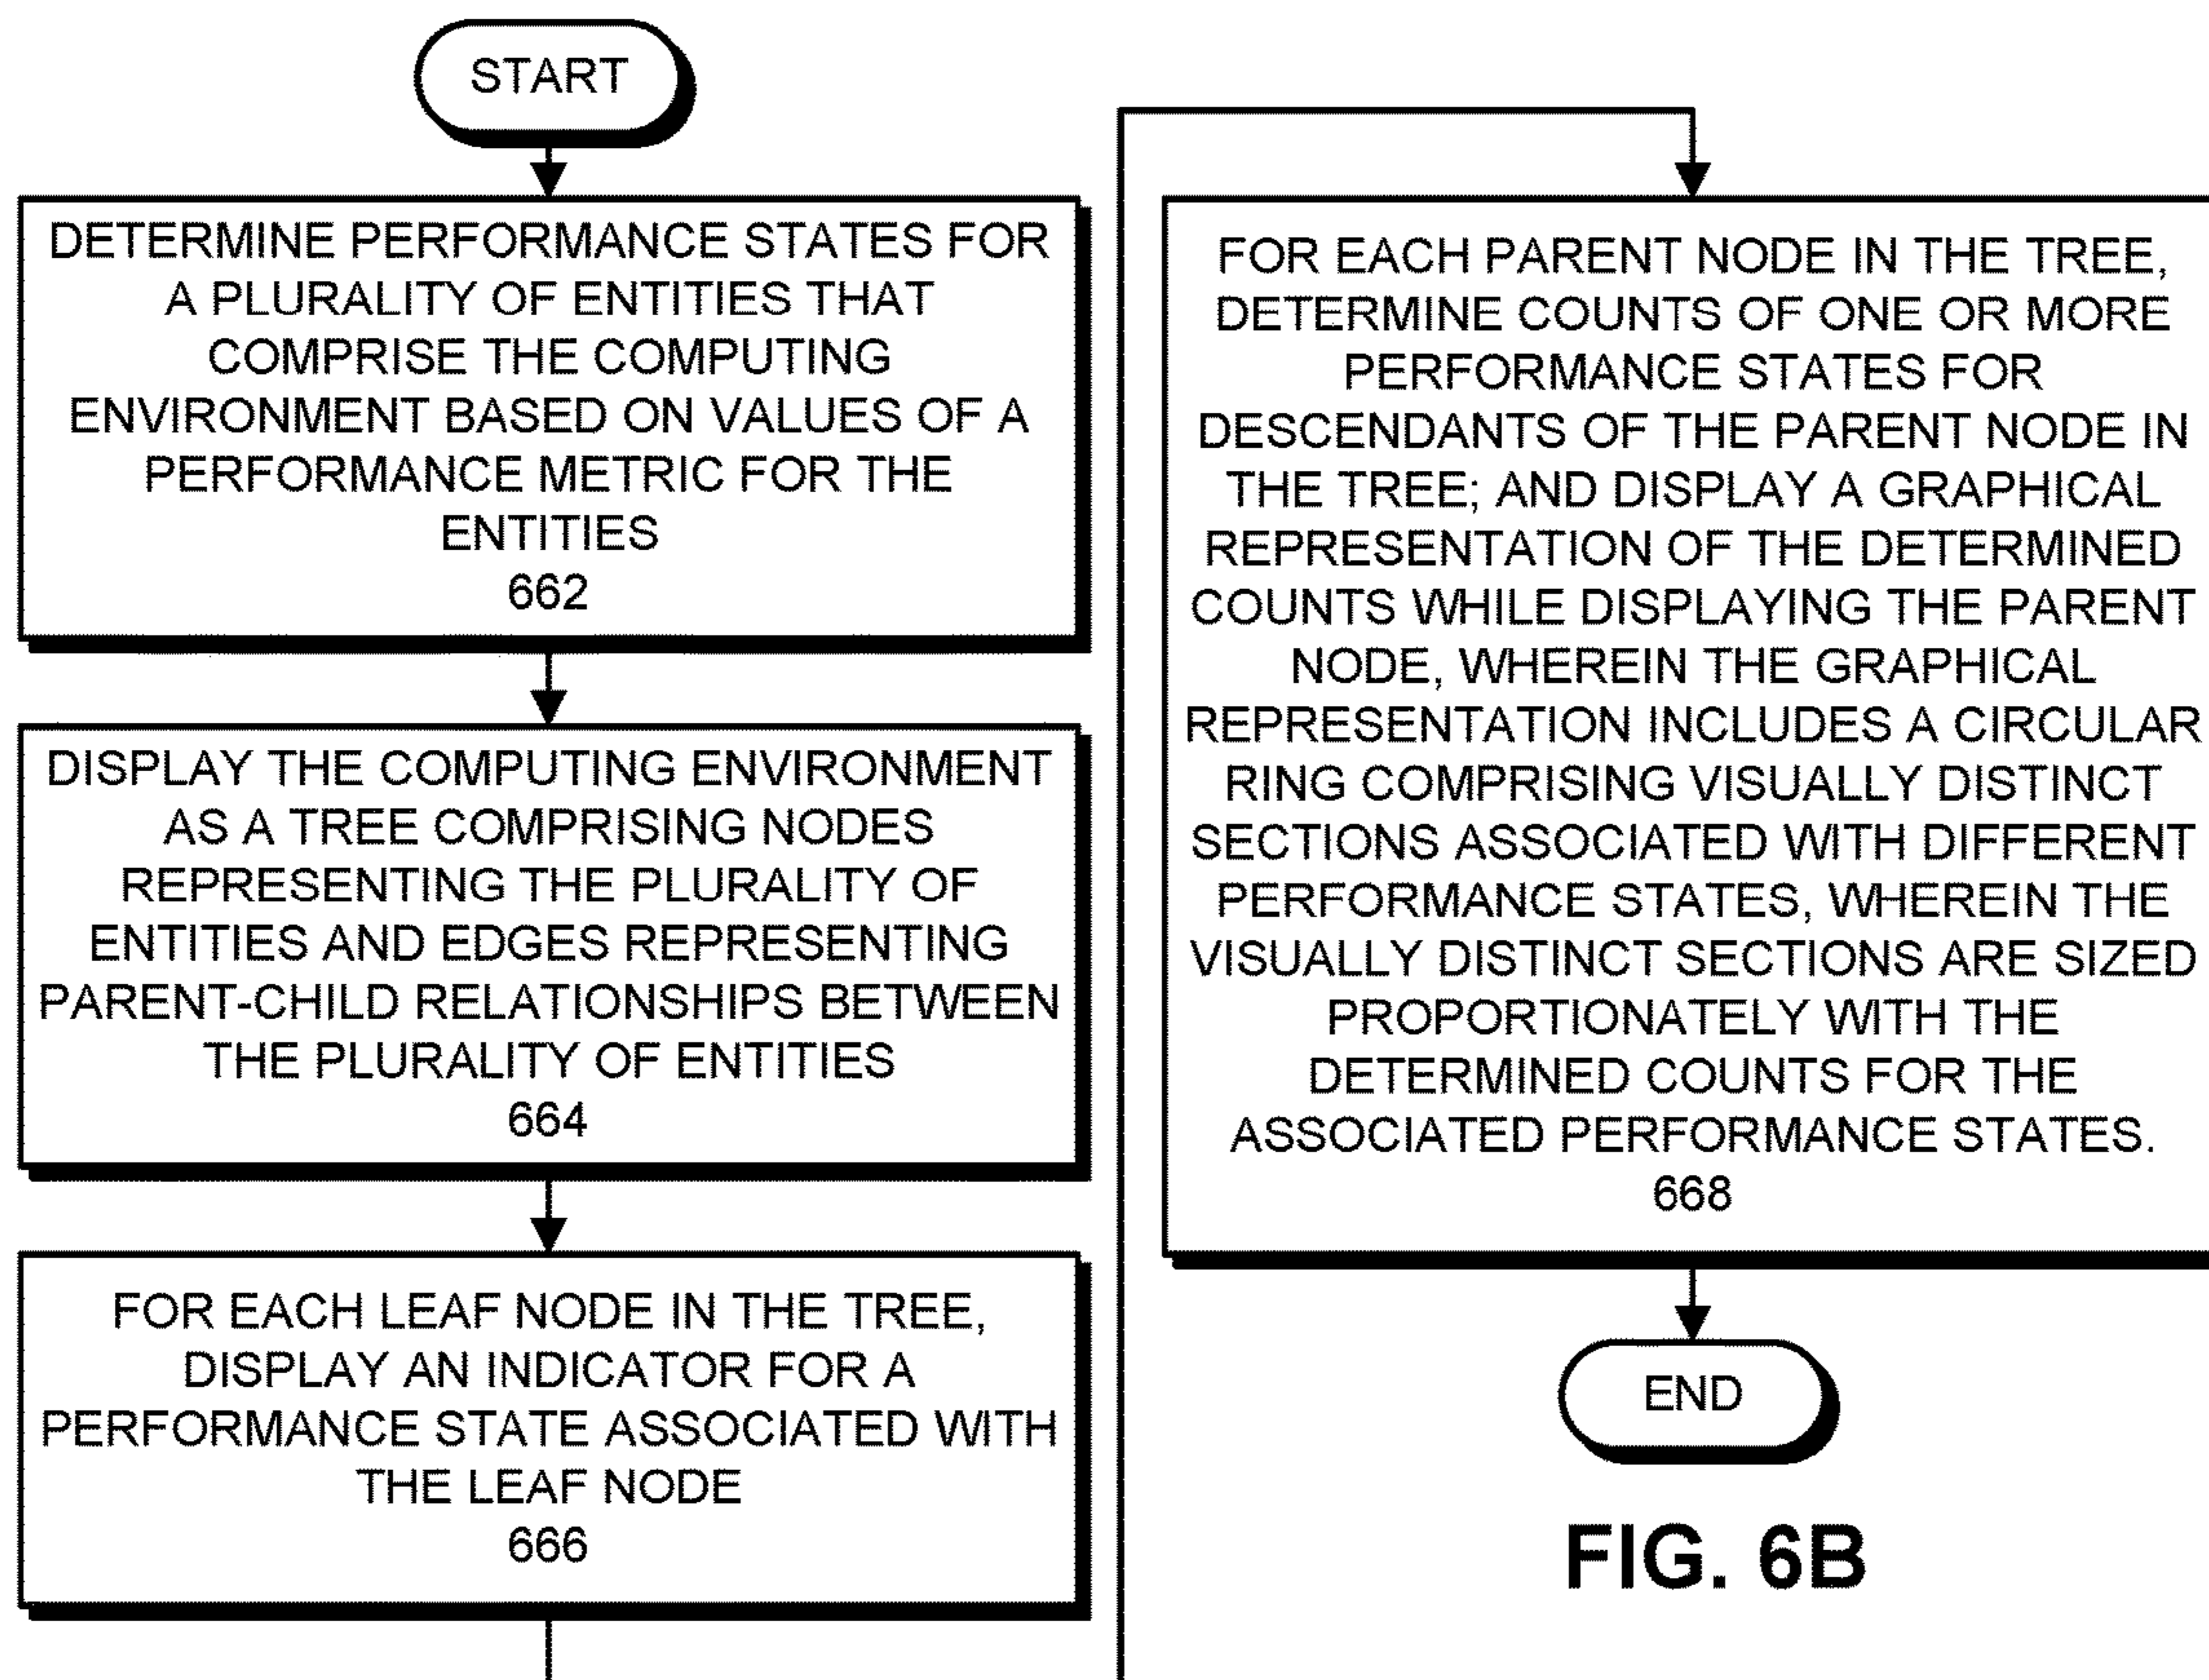 START
DETERMINE PERFORMANCE STATES FOR
A PLURALITY OF ENTITIES THAT
COMPRISE THE COMPUTING
ENVIRONMENT BASED ON VALUES OF A
PERFORMANCE METRIC FOR THE
ENTITIES
662
DISPLAY THE COMPUTING ENVIRONMENT
AS A TREE COMPRISING NODES
REPRESENTING THE PLURALITY OF
ENTITIES AND EDGES REPRESENTING
PARENT-CHILD RELATIONSHIPS BETWEEN
THE PLURALITY OF ENTITIES
664
FOR EACH LEAF NODE IN THE TREE,
DISPLAY AN INDICATOR FOR A
PERFORMANCE STATE ASSOCIATED WITH
THE LEAF NODE
666
FOR EACH PARENT NODE IN THE TREE,
DETERMINE COUNTS OF ONE OR MORE
PERFORMANCE STATES FOR
DESCENDANTS OF THE PARENT NODE IN
THE TREE; AND DISPLAY A GRAPHICAL
REPRESENTATION OF THE DETERMINED
COUNTS WHILE DISPLAYING THE PARENT
NODE, WHEREIN THE GRAPHICAL
REPRESENTATION INCLUDES A CIRCULAR
RING COMPRISING VISUALLY DISTINCT
SECTIONS ASSOCIATED WITH DIFFERENT
PERFORMANCE STATES, WHEREIN THE
VISUALLY DISTINCT SECTIONS ARE SIZED
PROPORTIONATELY WITH THE
DETERMINED COUNTS FOR THE
ASSOCIATED PERFORMANCE STATES.
668
END
FIG. 6B